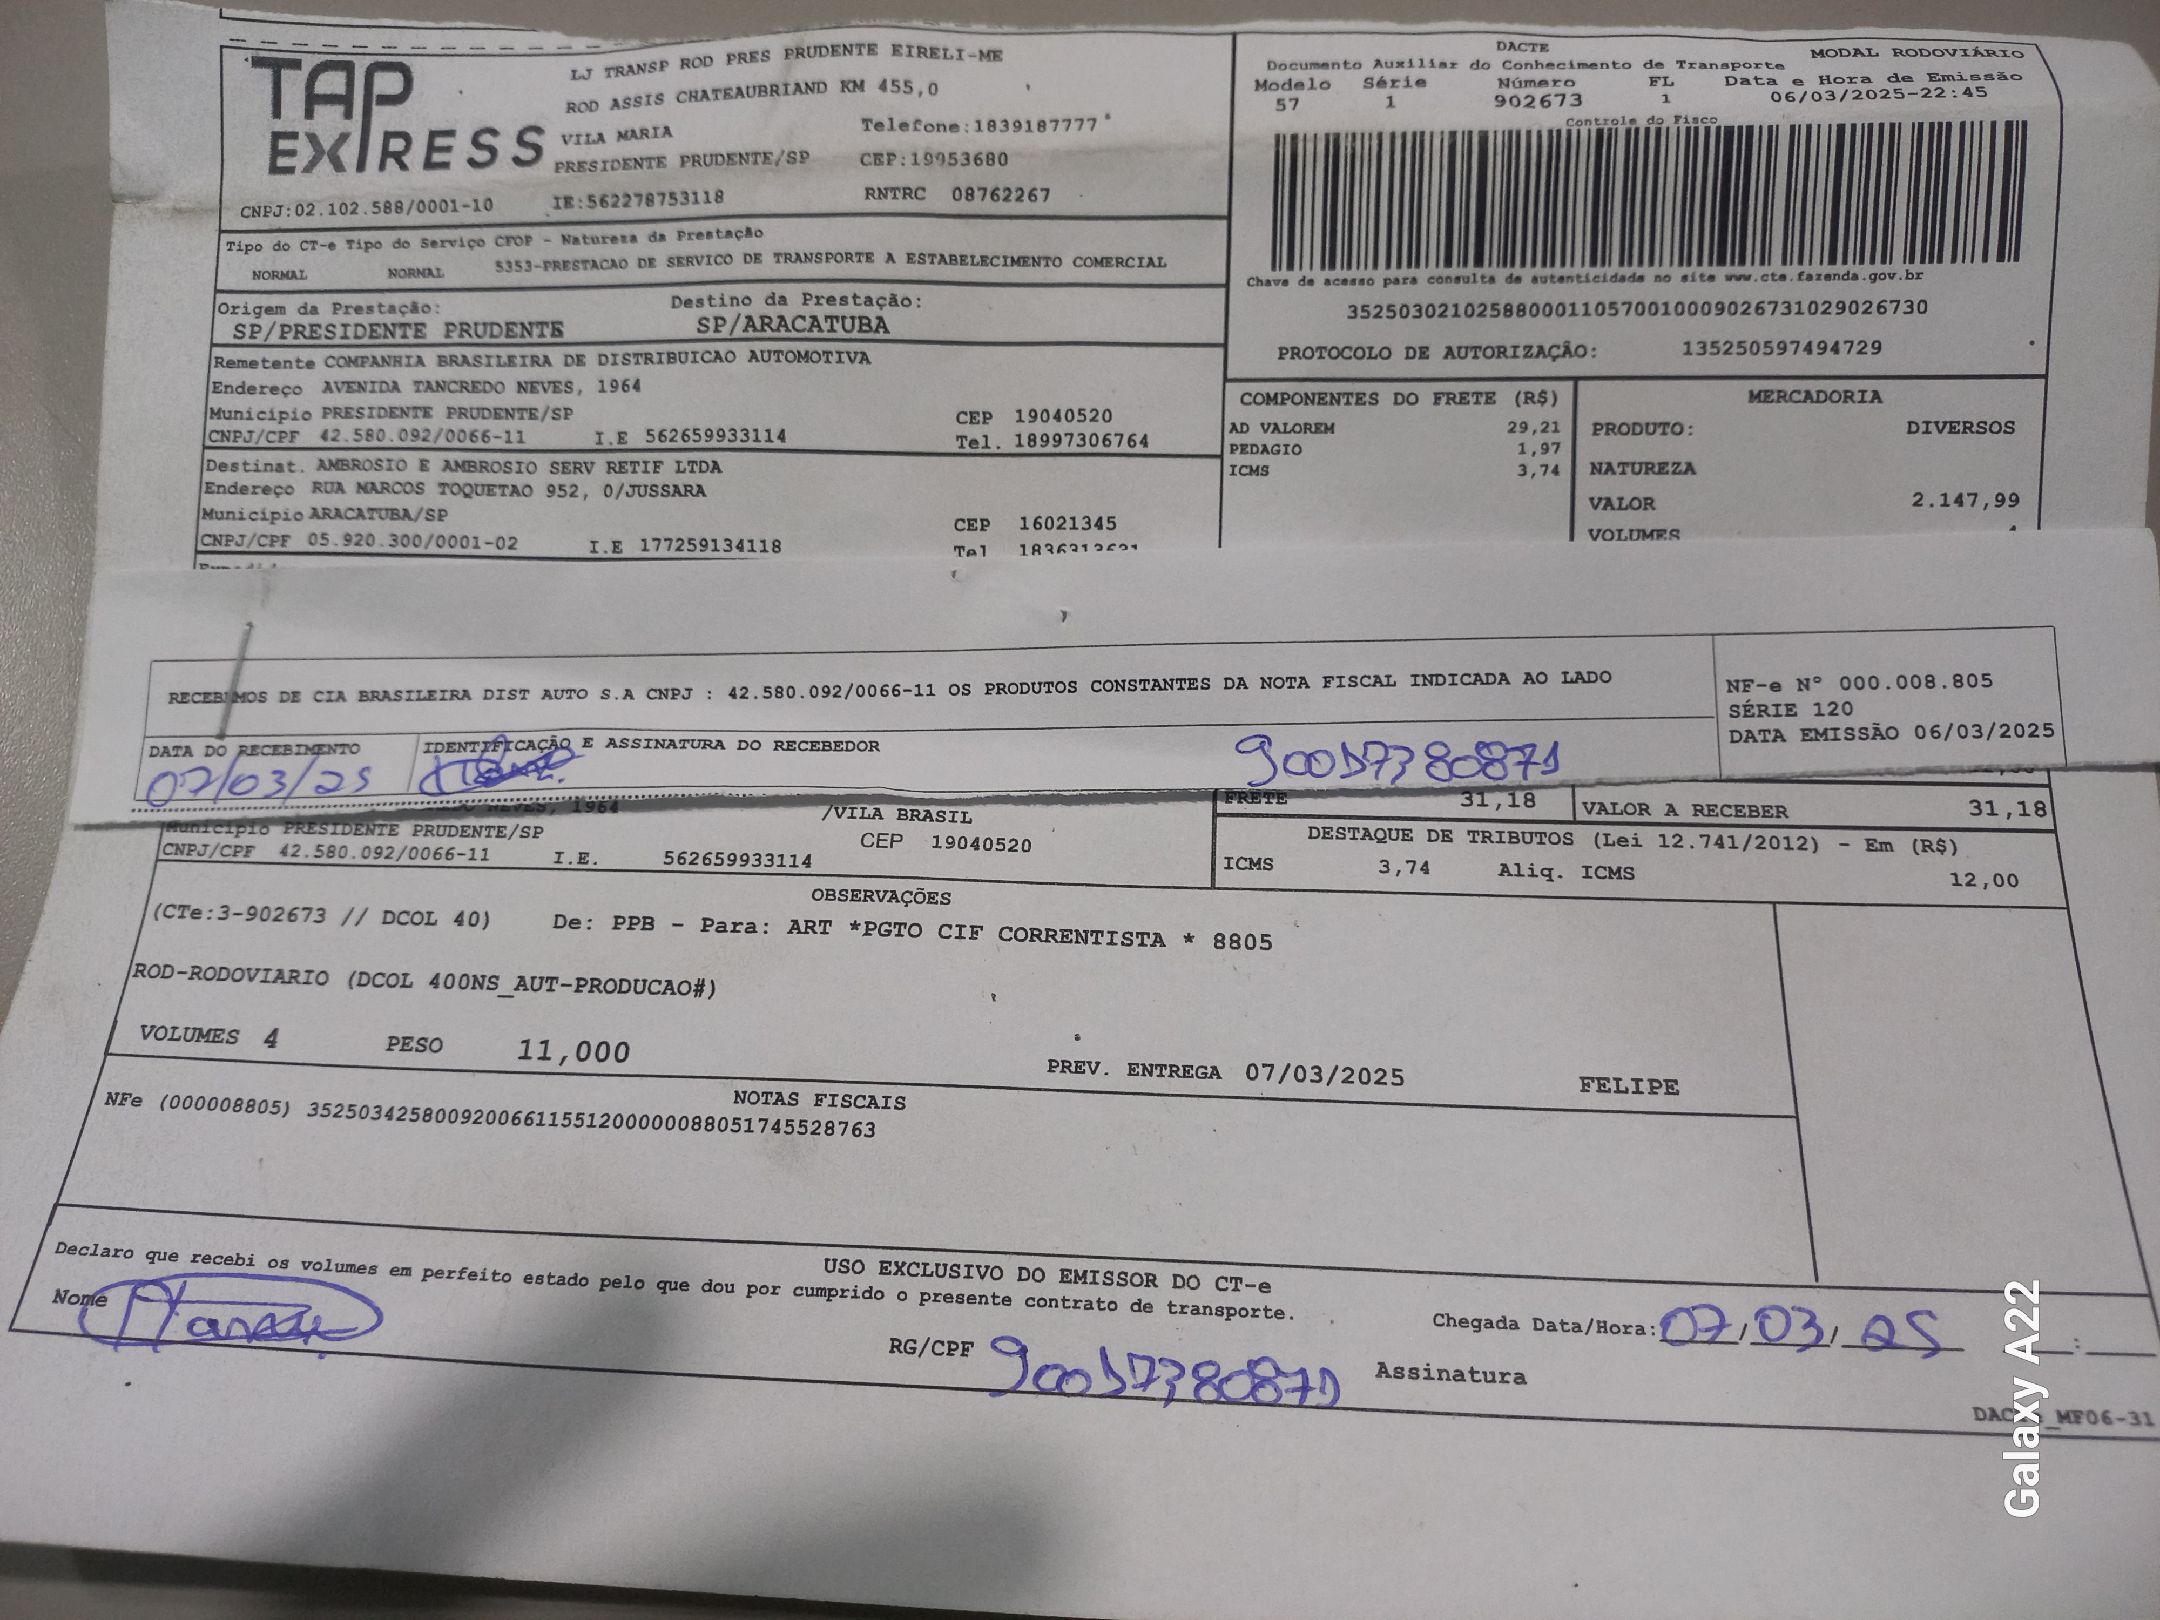 TAP EXPRESS
LJ TRANSP ROD PRES PRUDENTE EIRELI-ME
ROD ASSIS CHATEAUBRIAND KM 455,0
VILA MARIA Telefone:1839187777
PRESIDENTE PRUDENTE/SP CEP:19053680
CNPJ:02.102.588/0001-10 IE:562278753118 RNTRC 08762267
Tipo do CT-e Tipo do Serviço CFOP - Natureza da Prestação
NORMAL NORMAL 5353-PRESTACAO DE SERVICO DE TRANSPORTE A ESTABELECIMENTO COMERCIAL
Origem da Prestação: Destino da Prestação:
SP/PRESIDENTE PRUDENTE SP/ARACATUBA
Remetente COMPANHIA BRASILEIRA DE DISTRIBUICAO AUTOMOTIVA
Endereço AVENIDA TANCREDO NEVES, 1964
Município PRESIDENTE PRUDENTE/SP CEP 19040520
CNPJ/CPF 42.580.092/0066-11 I.E 562659933114 Tel. 18997306764
Destinat. AMBROSIO E AMBROSIO SERV RETIF LTDA
Endereço RUA MARCOS TOQUETAO 952, 0/JUSSARA
Município ARACATUBA/SP CEP 16021345
CNPJ/CPF 05.920.300/0001-02 I.E 177259134118 Tel
DACTE MODAL RODOVIÁRIO
Documento Auxiliar do Conhecimento de Transporte
Modelo Série Número FL Data e Hora de Emissão
57 1 902673 1 06/03/2025-22:45
Controle do Fisco
Chave de acesso para consulta de autenticidade no site www.cte.fazenda.gov.br
35250302102588000110570010009026731029026730
PROTOCOLO DE AUTORIZAÇÃO: 135250597494729
COMPONENTES DO FRETE (R$)
AD VALOREM 29,21
PEDAGIO 1,97
ICMS 3,74
MERCADORIA
PRODUTO: DIVERSOS
NATUREZA
VALOR 2.147,99
VOLUMES
RECEBEMOS DE CIA BRASILEIRA DIST AUTO S.A CNPJ : 42.580.092/0066-11 OS PRODUTOS CONSTANTES DA NOTA FISCAL INDICADA AO LADO
NF-e Nº 000.008.805
SÉRIE 120
DATA EMISSÃO 06/03/2025
DATA DO RECEBIMENTO IDENTIFICAÇÃO E ASSINATURA DO RECEBEDOR
07/03/25
NEVES, 1964 /VILA BRASIL
Município PRESIDENTE PRUDENTE/SP CEP 19040520
CNPJ/CPF 42.580.092/0066-11 I.E. 562659933114
FRETE 31,18 VALOR A RECEBER 31,18
DESTAQUE DE TRIBUTOS (Lei 12.741/2012) - Em (R$)
ICMS 3,74 Aliq. ICMS 12,00
OBSERVAÇÕES
(CTe:3-902673 // DCOL 40) De: PPB - Para: ART *PGTO CIF CORRENTISTA * 8805
ROD-RODOVIARIO (DCOL 400NS_AUT-PRODUCAO#)
VOLUMES 4 PESO 11,000 PREV. ENTREGA 07/03/2025 FELIPE
NOTAS FISCAIS
NFe (000008805) 35250342580092006611551200000088051745528763
USO EXCLUSIVO DO EMISSOR DO CT-e
Declaro que recebi os volumes em perfeito estado pelo que dou por cumprido o presente contrato de transporte.
Nome RG/CPF Assinatura
Chegada Data/Hora: 07/03/25 :
MF06-31
Galaxy A22